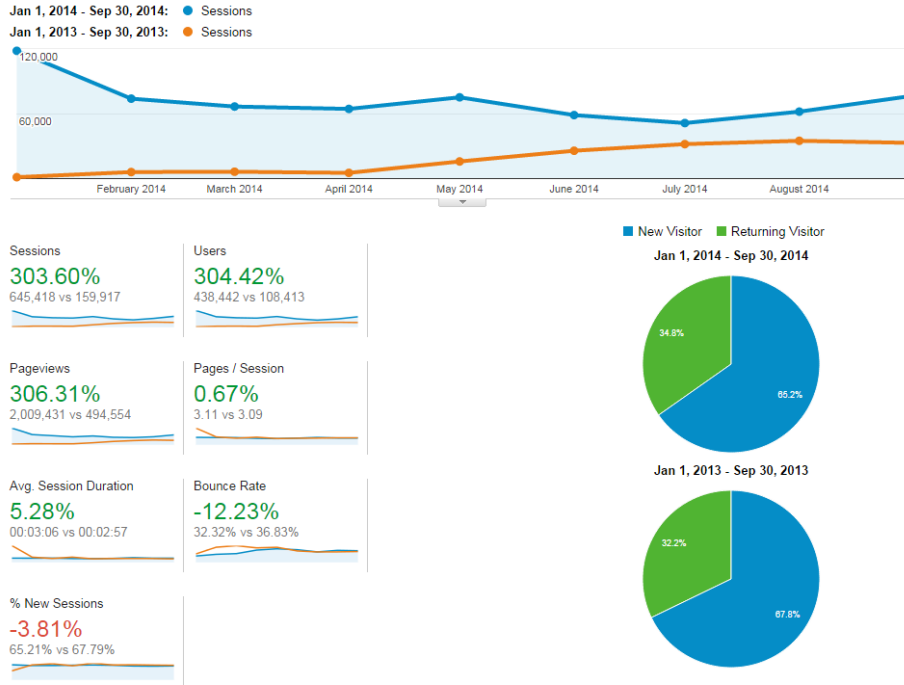 Jan 1, 2014 - Sep 30, 2014: Sessions
Jan 1, 2013 - Sep 30, 2013: Sessions
120,000
60,000
February 2014 March 2014 April 2014 May 2014 June 2014 July 2014 August 2014
New Visitor Returning Visitor
Jan 1, 2014 - Sep 30, 2014
34.8%
65.2%
Jan 1, 2013 - Sep 30, 2013
32.2%
67.8%
Sessions
303.60%
645,418 vs 159,917
Users
304.42%
438,442 vs 108,413
Pageviews
306.31%
2,009,431 vs 494,554
Pages / Session
0.67%
3.11 vs 3.09
Avg. Session Duration
5.28%
00:03:06 vs 00:02:57
Bounce Rate
-12.23%
32.32% vs 36.83%
% New Sessions
-3.81%
65.21% vs 67.79%